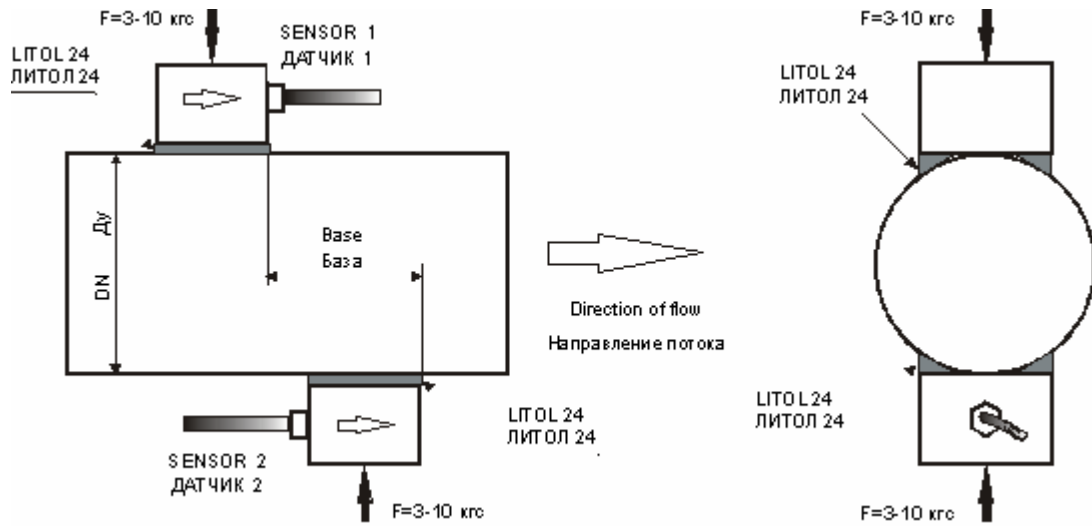 F=3-10 кгс
SENSOR 1
ДАТЧИК 1
LITOL 24
ЛИТОЛ 24
DN Ду
Base
База
Direction of flow
Направление потока
LITOL 24
ЛИТОЛ 24
SENSOR 2
ДАТЧИК 2
F=3-10 кгс
F=3-10 кгс
LITOL 24
ЛИТОЛ 24
LITOL 24
ЛИТОЛ 24
F=3-10 кгс